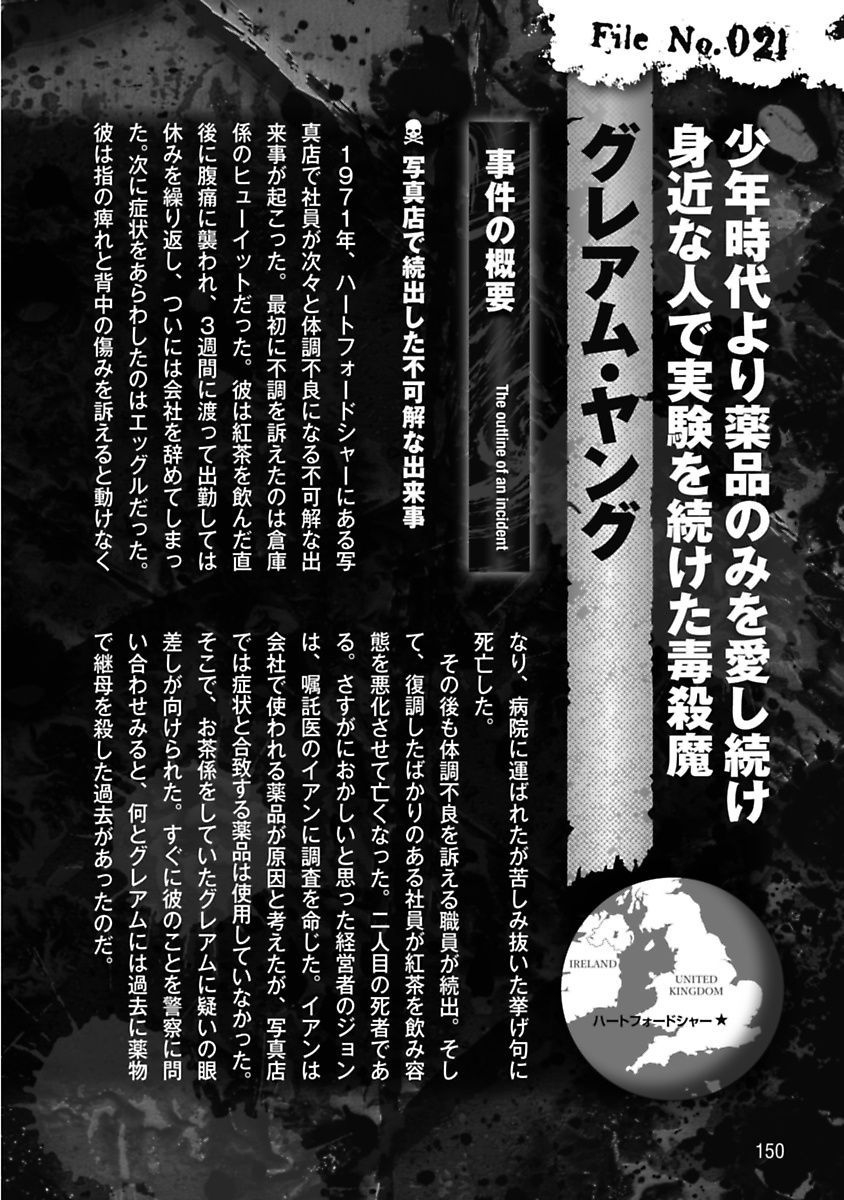 File No.021
少年時代より薬品のみを愛し続け
身近な人で実験を続けた毒殺魔
グレアム・ヤング
事件の概要
The outline of an incident
写真店で続出した不可解な出来事
1971年、ハートフォードシャーにある写
真店で社員が次々と体調不良になる不可解な出
来事が起こった。最初に不調を訴えたのは倉庫
係のヒューイットだった。彼は紅茶を飲んだ直
後に腹痛に襲われ、3週間に渡って出勤しては
休みを繰り返し、ついには会社を辞めてしまっ
た。次に症状をあらわしたのはエッグルだった。
彼は指の痺れと背中の傷みを訴えると動けなく
なり、病院に運ばれたが苦しみ抜いた挙げ句に
死亡した。
その後も体調不良を訴える職員が続出。そし
て、復調したばかりのある社員が紅茶を飲み容
態を悪化させて亡くなった。二人目の死者であ
る。さすがにおかしいと思った経営者のジョン
は、嘱託医のイアンに調査を命じた。イアンは
会社で使われる薬品が原因と考えたが、写真店
では症状と合致する薬品は使用していなかった。
そこで、お茶係をしていたグレアムに疑いの眼
差しが向けられた。すぐに彼のことを警察に問
い合わせみると、何とグレアムには過去に薬物
で継母を殺した過去があったのだ。
IRELAND
UNITED
KINGDOM
ハートフォードシャー★
150